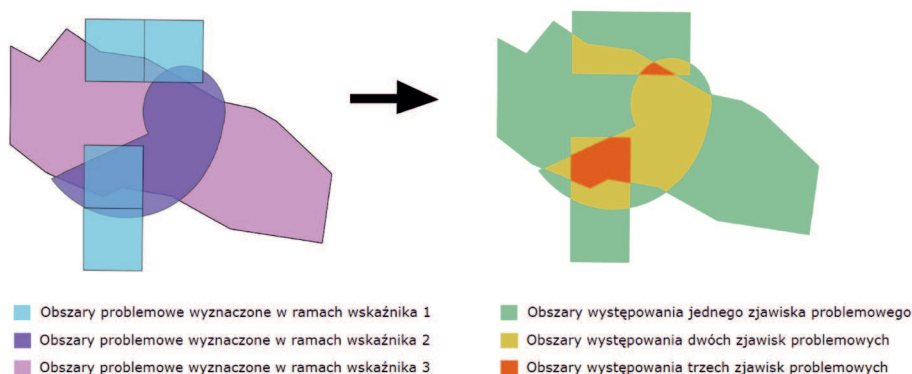 Obszary problemowe wyznaczone w ramach wskaźnika 1
Obszary problemowe wyznaczone w ramach wskaźnika 2
Obszary problemowe wyznaczone w ramach wskaźnika 3
Obszary występowania jednego zjawiska problemowego
Obszary występowania dwóch zjawisk problemowych
Obszary występowania trzech zjawisk problemowych